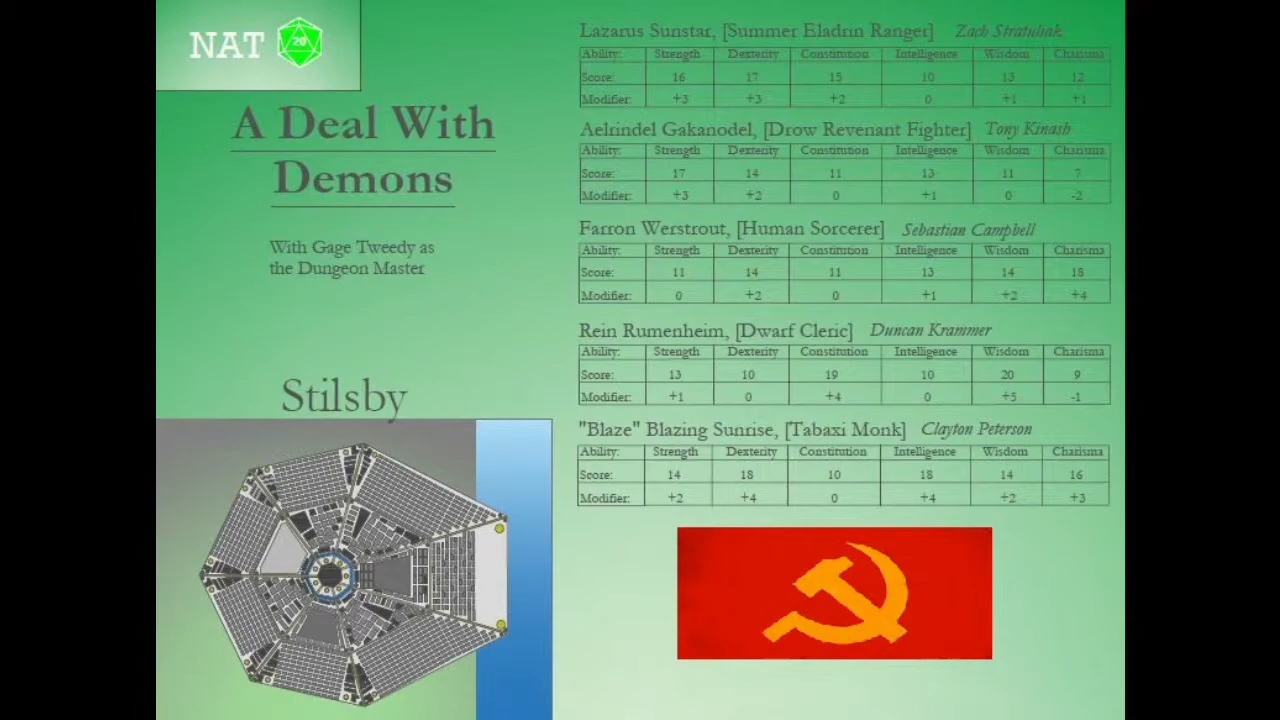 NAT 20
A Deal With
Demons
With Gage Tweedy as
the Dungeon Master
Stilsby
Lazarus Sunstar, [Summer Eladrin Ranger] Zach Stratuliak
Ability: Strength Dexterity Constitution Intelligence Wisdom Charisma
Score: 16 17 15 10 13 12
Modifier: +3 +3 +2 0 +1 +1
Aelrindel Gakanodel, [Drow Revenant Fighter] Tony Kinash
Ability: Strength Dexterity Constitution Intelligence Wisdom Charisma
Score: 17 14 11 13 11 7
Modifier: +3 +2 0 +1 0 -2
Farron Werstrout, [Human Sorcerer] Sebastian Campbell
Ability: Strength Dexterity Constitution Intelligence Wisdom Charisma
Score: 11 14 11 13 14 18
Modifier: 0 +2 0 +1 +2 +4
Rein Rumenheim, [Dwarf Cleric] Duncan Krammer
Ability: Strength Dexterity Constitution Intelligence Wisdom Charisma
Score: 13 10 19 10 20 9
Modifier: +1 0 +4 0 +5 -1
"Blaze" Blazing Sunrise, [Tabaxi Monk] Clayton Peterson
Ability: Strength Dexterity Constitution Intelligence Wisdom Charisma
Score: 14 18 10 18 14 16
Modifier: +2 +4 0 +4 +2 +3